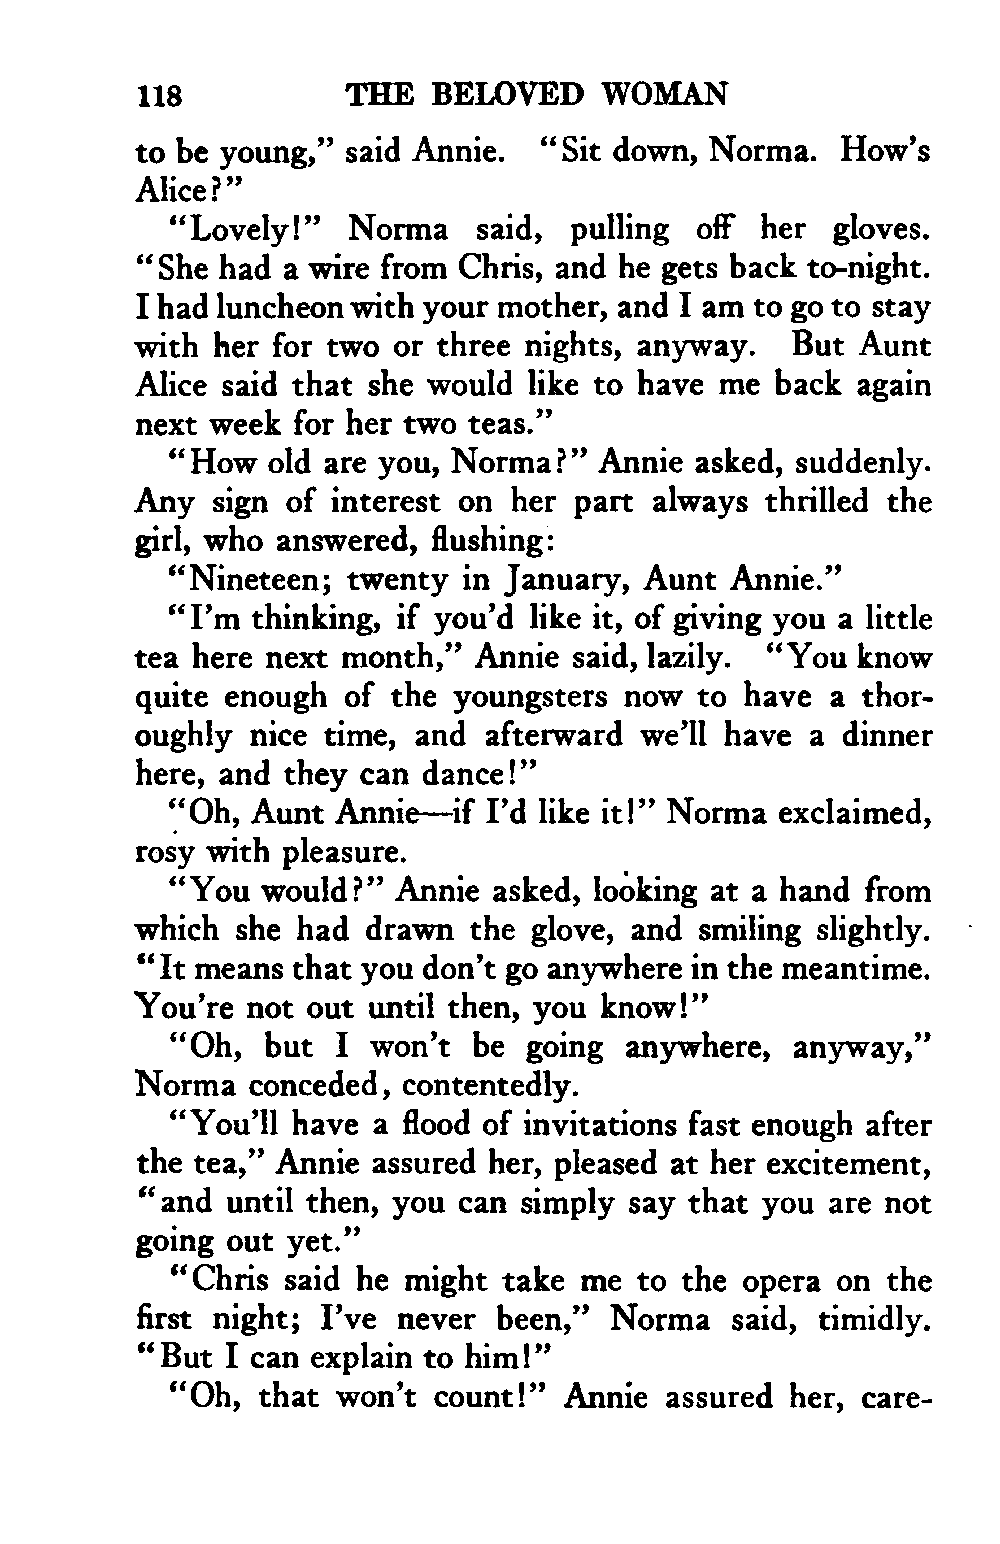 118 THE BELOVED WOMAN
to be young,” said Annie. “Sit down, Norma. How’s
Alice?”
“Lovely!” Norma said, pulling off her gloves.
“She had a wire from Chris, and he gets back to-night.
I had luncheon with your mother, and I am to go to stay
with her for two or three nights, anyway. But Aunt
Alice said that she would like to have me back again
next week for her two teas.”
“How old are you, Norma?” Annie asked, suddenly.
Any sign of interest on her part always thrilled the
girl, who answered, flushing:
“Nineteen; twenty in January, Aunt Annie.”
“I’m thinking, if you’d like it, of giving you a little
tea here next month,” Annie said, lazily. “You know
quite enough of the youngsters now to have a thor-
oughly nice time, and afterward we’ll have a dinner
here, and they can dance!”
“Oh, Aunt Annie—if I’d like it!” Norma exclaimed,
rosy with pleasure.
“You would?” Annie asked, looking at a hand from
which she had drawn the glove, and smiling slightly.
“It means that you don’t go anywhere in the meantime.
You’re not out until then, you know!”
“Oh, but I won’t be going anywhere, anyway,”
Norma conceded, contentedly.
“You’ll have a flood of invitations fast enough after
the tea,” Annie assured her, pleased at her excitement,
“and until then, you can simply say that you are not
going out yet.”
“Chris said he might take me to the opera on the
first night; I’ve never been,” Norma said, timidly.
“But I can explain to him!”
“Oh, that won’t count!” Annie assured her, care-